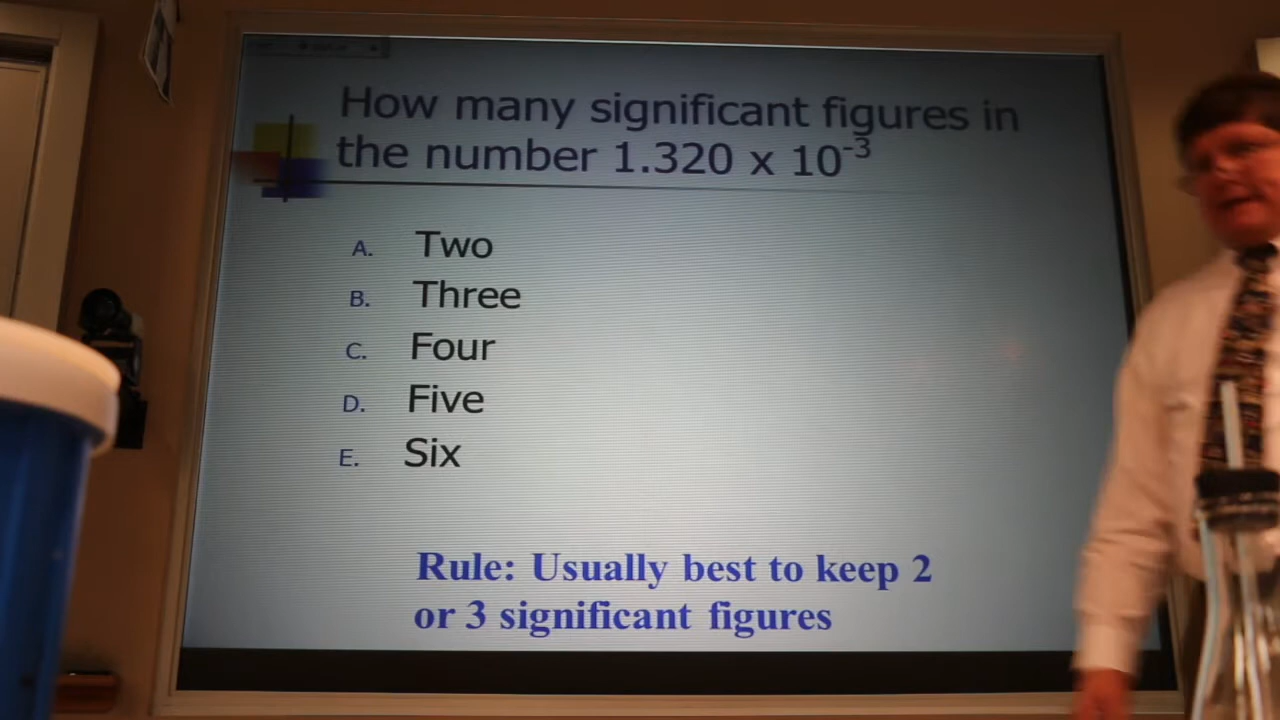 How many significant figures in
the number 1.320 x 10⁻³
A. Two
B. Three
C. Four
D. Five
E. Six
Rule: Usually best to keep 2
or 3 significant figures